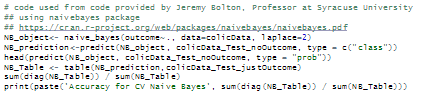 # code used from code provided by Jeremy Bolton, Professor at Syracuse University
## using naivebayes package
## https://cran.r-project.org/web/packages/naivebayes/naivebayes.pdf
NB_object<- naive_bayes(outcome~., data=colicData, laplace=2)
NB_prediction<-predict(NB_object, colicData_Test_noOutcome, type = c("class"))
head(predict(NB_object, colicData_Test_noOutcome, type = "prob"))
NB_Table <- table(NB_prediction,colicData_Test_justOutcome)
sum(diag(NB_Table)) / sum(NB_Table)
print(paste('Accuracy for CV Naive Bayes', sum(diag(NB_Table)) / sum(NB_Table)))